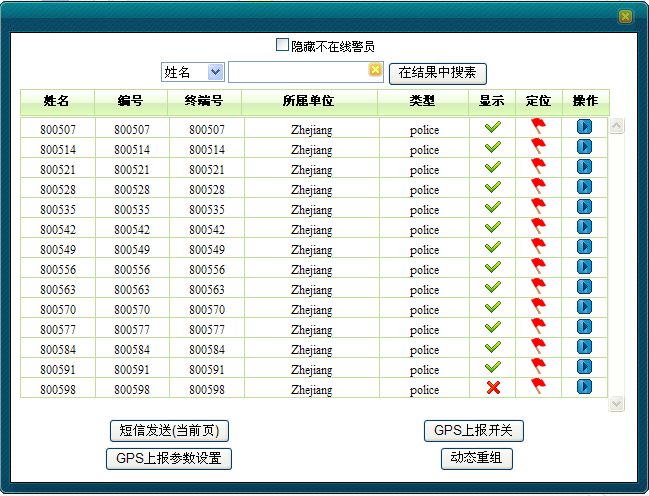 隐藏不在线警员
姓名 在结果中搜素
姓名 编号 终端号 所属单位 类型 显示 定位 操作
800507 800507 800507 Zhejiang police
800514 800514 800514 Zhejiang police
800521 800521 800521 Zhejiang police
800528 800528 800528 Zhejiang police
800535 800535 800535 Zhejiang police
800542 800542 800542 Zhejiang police
800549 800549 800549 Zhejiang police
800556 800556 800556 Zhejiang police
800563 800563 800563 Zhejiang police
800570 800570 800570 Zhejiang police
800577 800577 800577 Zhejiang police
800584 800584 800584 Zhejiang police
800591 800591 800591 Zhejiang police
800598 800598 800598 Zhejiang police
短信发送(当前页) GPS上报开关
GPS上报参数设置 动态重组